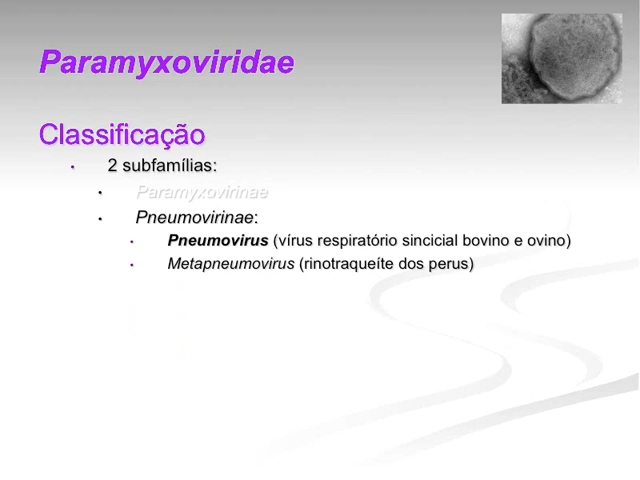 Paramyxoviridae
Classificação
• 2 subfamílias:
• Paramyxovirinae
• Pneumovirinae:
• Pneumovirus (vírus respiratório sincicial bovino e ovino)
• Metapneumovirus (rinotraqueíte dos perus)